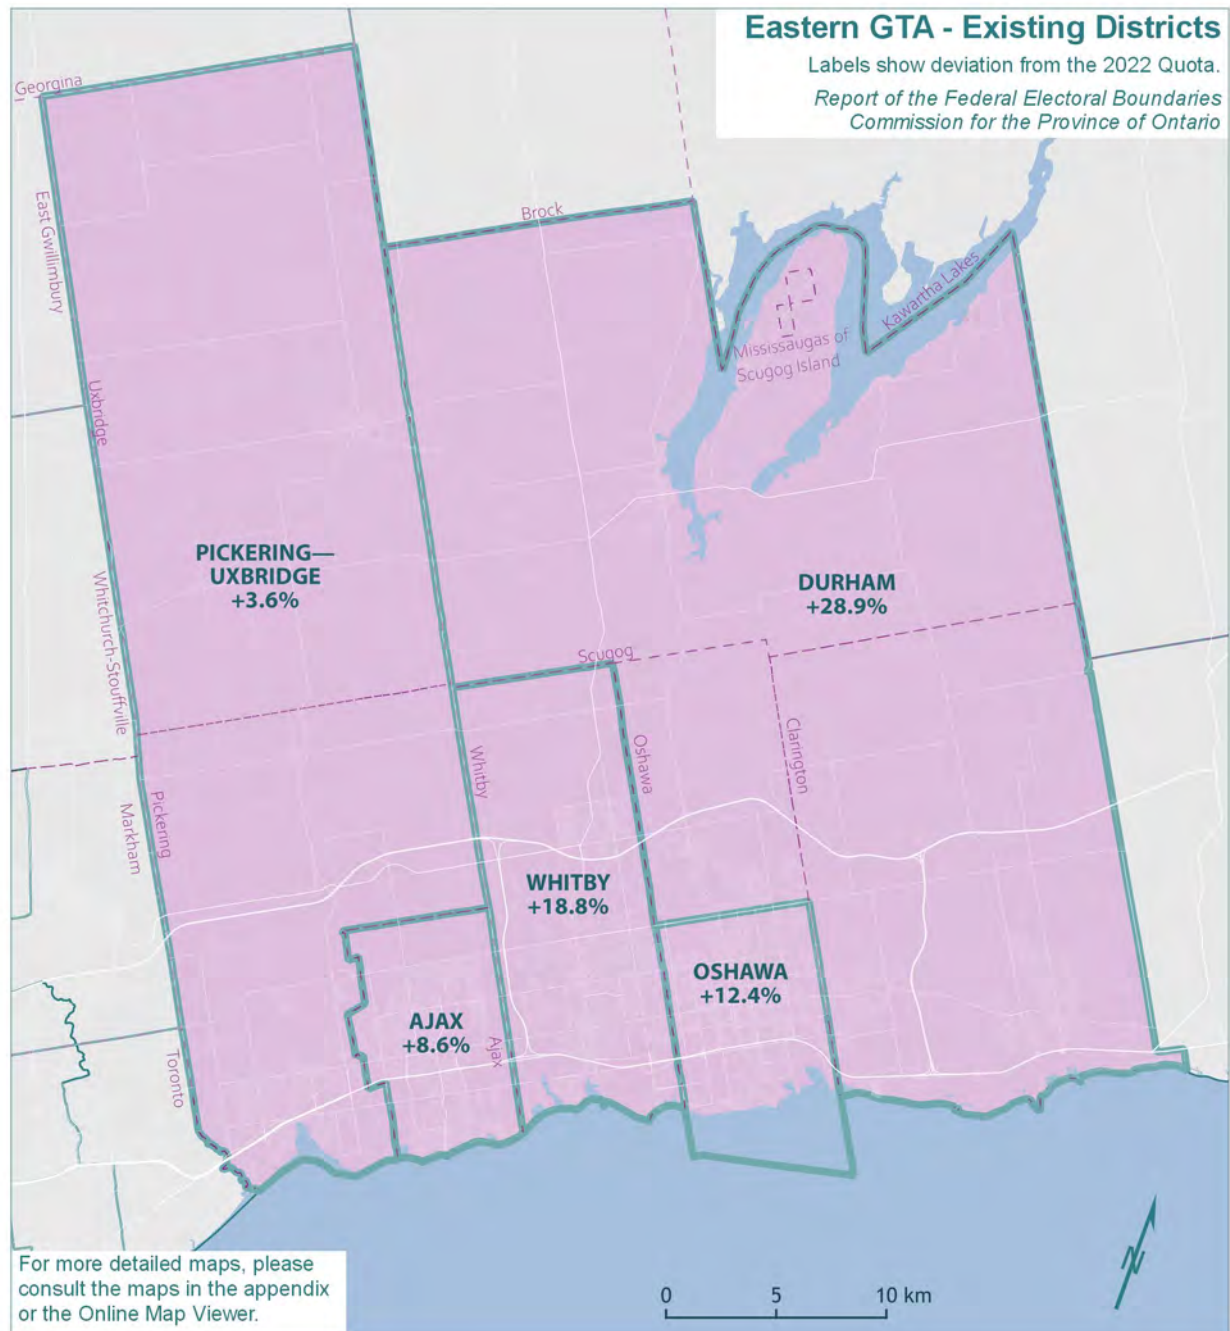 Eastern GTA - Existing Districts
Labels show deviation from the 2022 Quota.
Report of the Federal Electoral Boundaries
Commission for the Province of Ontario
Georgina
East Gwillimbury
Brock
Kawartha Lakes
Mississaugas of
Scugog Island
Uxbridge
PICKERING—
UXBRIDGE
+3.6%
DURHAM
+28.9%
Whitchurch-Stouffville
Scugog
Whitby
Oshawa
Clarington
Pickering
Markham
WHITBY
+18.8%
OSHAWA
+12.4%
AJAX
+8.6%
Ajax
Toronto
For more detailed maps, please
consult the maps in the appendix
or the Online Map Viewer.
0 5 10 km
N